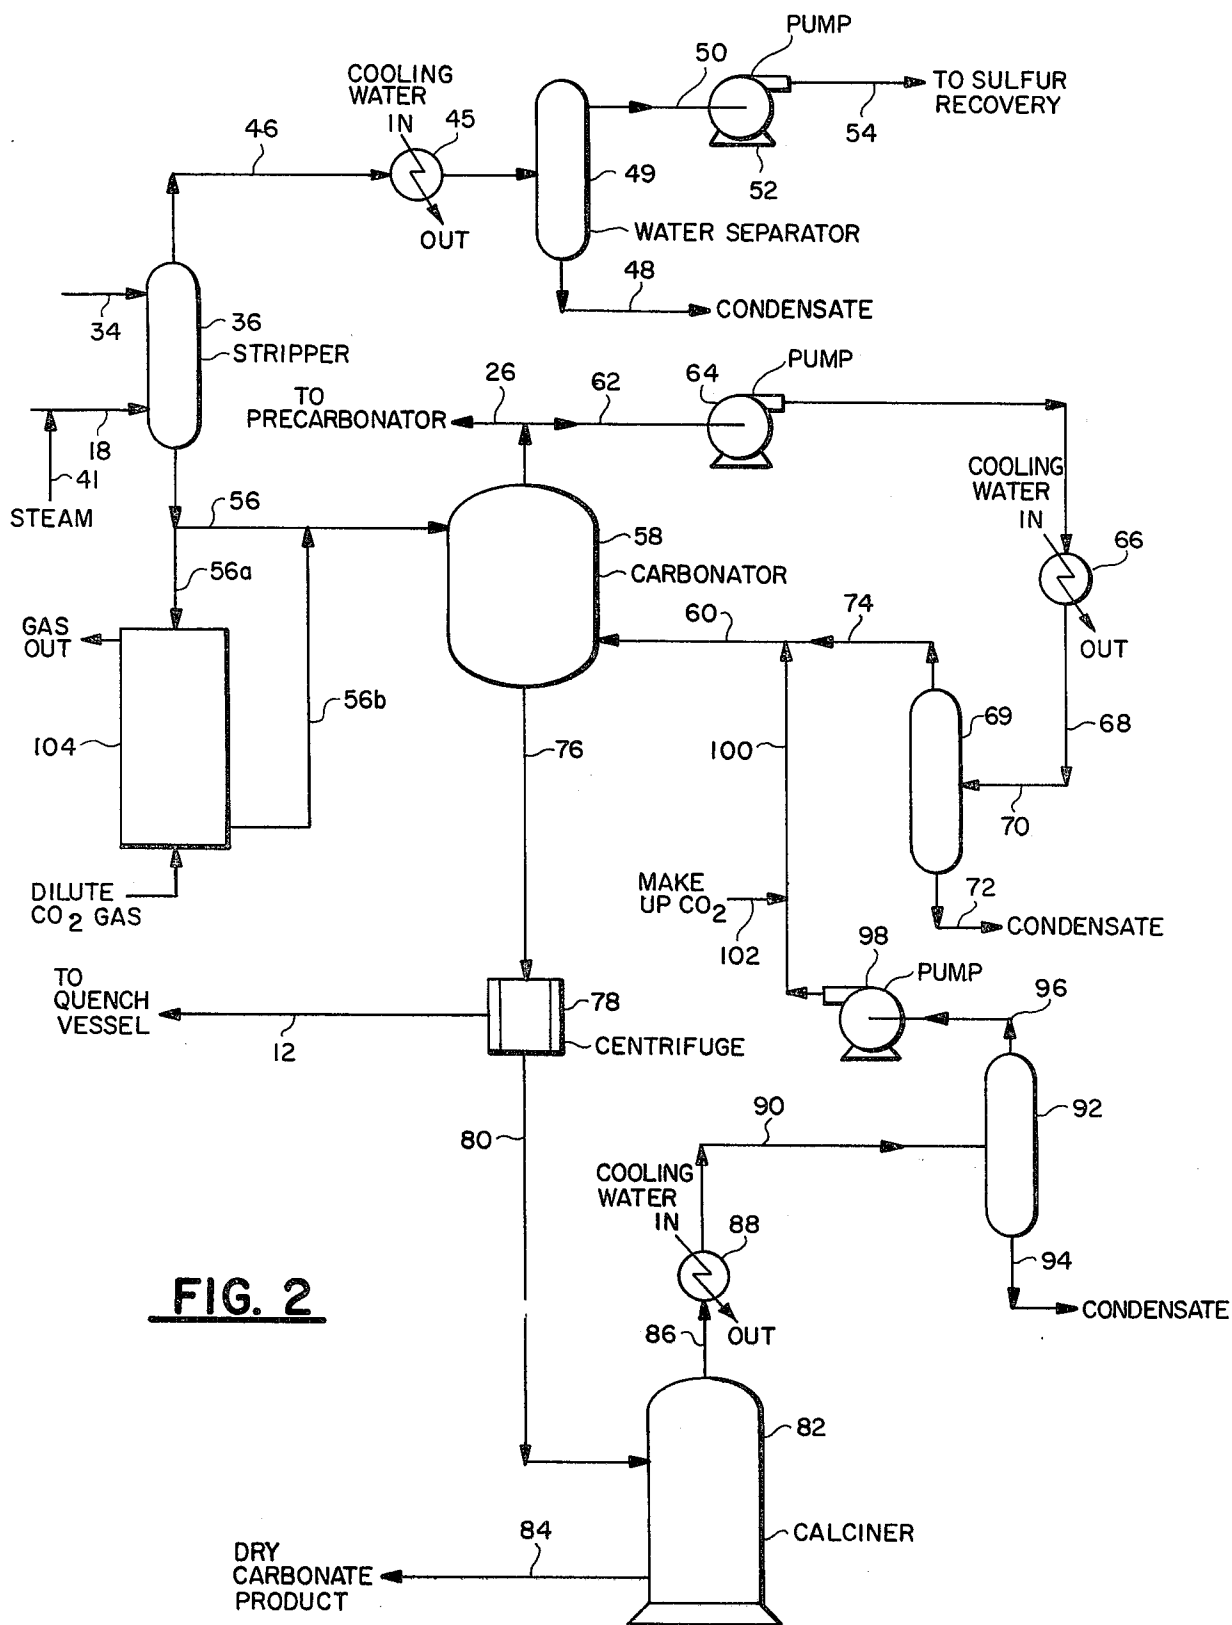 PUMP
50
TO SULFUR
RECOVERY
54
COOLING
WATER
IN
45
46
49
52
OUT
WATER SEPARATOR
48
CONDENSATE
34
36
STRIPPER
18
41
STEAM
PUMP
TO
PRECARBONATOR
26
62
64
COOLING
WATER
IN
66
OUT
56
58
CARBONATOR
56a
GAS
OUT
60
74
56b
104
76
100
69
68
70
DILUTE
CO2 GAS
MAKE
UP CO2
102
72
CONDENSATE
TO
QUENCH
VESSEL
12
78
CENTRIFUGE
98
PUMP
96
80
90
92
COOLING
WATER
IN
88
94
CONDENSATE
FIG. 2
86
OUT
82
CALCINER
84
DRY
CARBONATE
PRODUCT